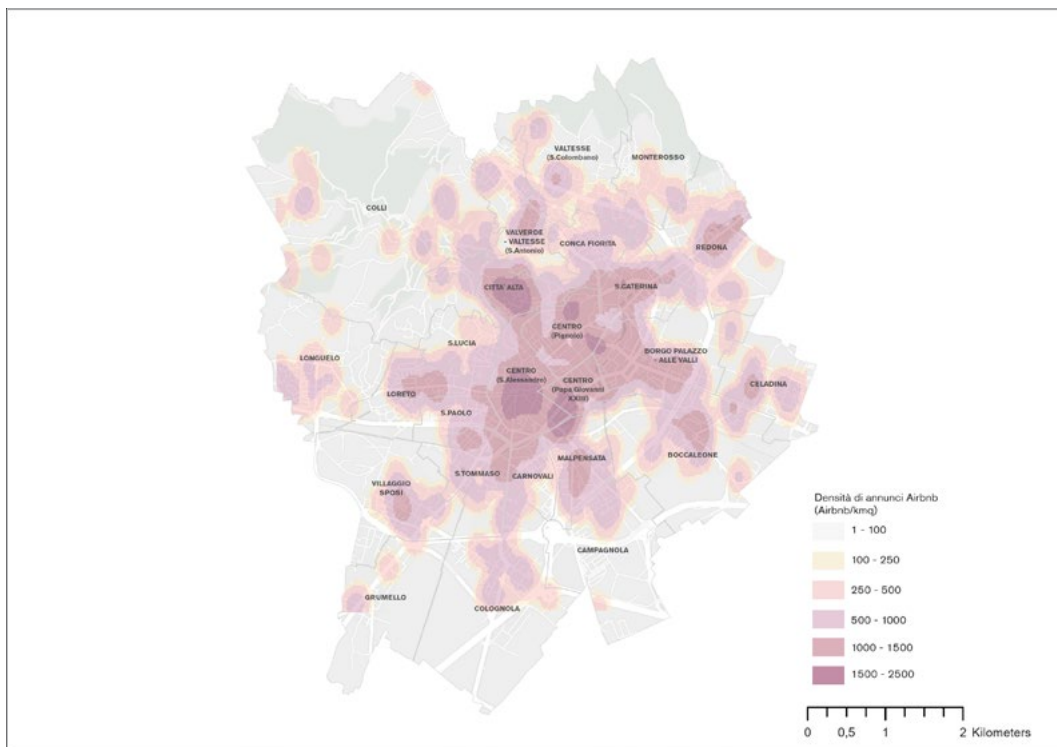 VALTESSE
(S.Colombano)
MONTEROSSO
COLLI
VALVERDE
- VALTESSE
(S.Antonio)
CONCA FIORITA
REDONA
CITTA' ALTA
S.CATERINA
CENTRO
(Pignolo)
S.LUCIA
LONGUELO
BORGO PALAZZO
- ALLE VALLI
CENTRO
(S.Alessandro)
CENTRO
(Papa Giovanni
XXIII)
CELADINA
LORETO
S.PAOLO
BOCCALEONE
MALPENSATA
S.TOMMASO
CARNOVALI
VILLAGGIO
SPOSI
CAMPAGNOLA
GRUMELLO
COLOGNOLA
Densità di annunci Airbnb
(Airbnb/kmq)
1 - 100
100 - 250
250 - 500
500 - 1000
1000 - 1500
1500 - 2500
0 0,5 1 2 Kilometers